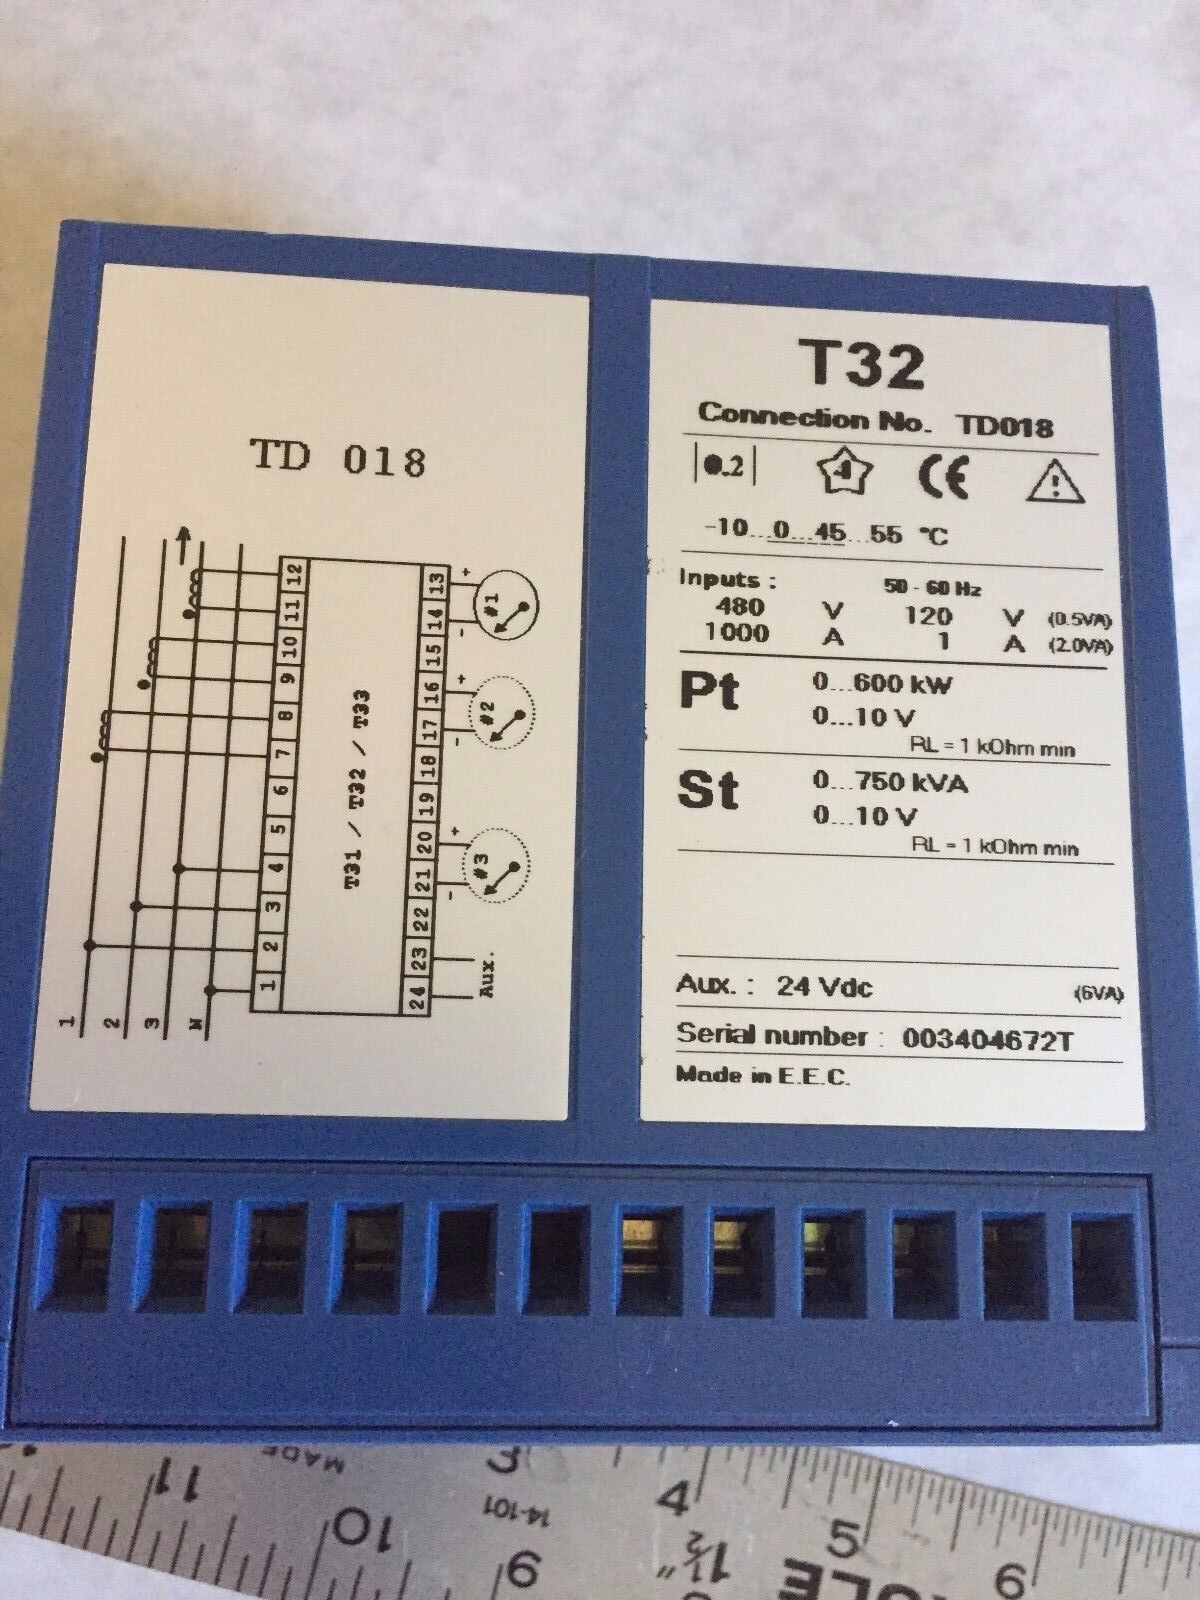 TD 018
12 11 10 9 8 7 6 5 4 3 2 1
T31 / T32 / T33
13 14 15 16 17 18 19 20 21 22 23 24
+ #1 -
+ #2 -
+ #3 -
Aux.
1 2 3 N
T32
Connection No. TD018
0.2 CE !
-10...0...45...55 °C
Inputs : 50 - 60 Hz
480 V 120 V (0.5VA)
1000 A 1 A (2.0VA)
Pt 0...600 kW
0...10 V
RL = 1 kOhm min
St 0...750 kVA
0...10 V
RL = 1 kOhm min
Aux. : 24 Vdc (6VA)
Serial number : 003404672T
Made in E.E.C.
11 MADE 3 4 5 6
10 14-101 9 1½"